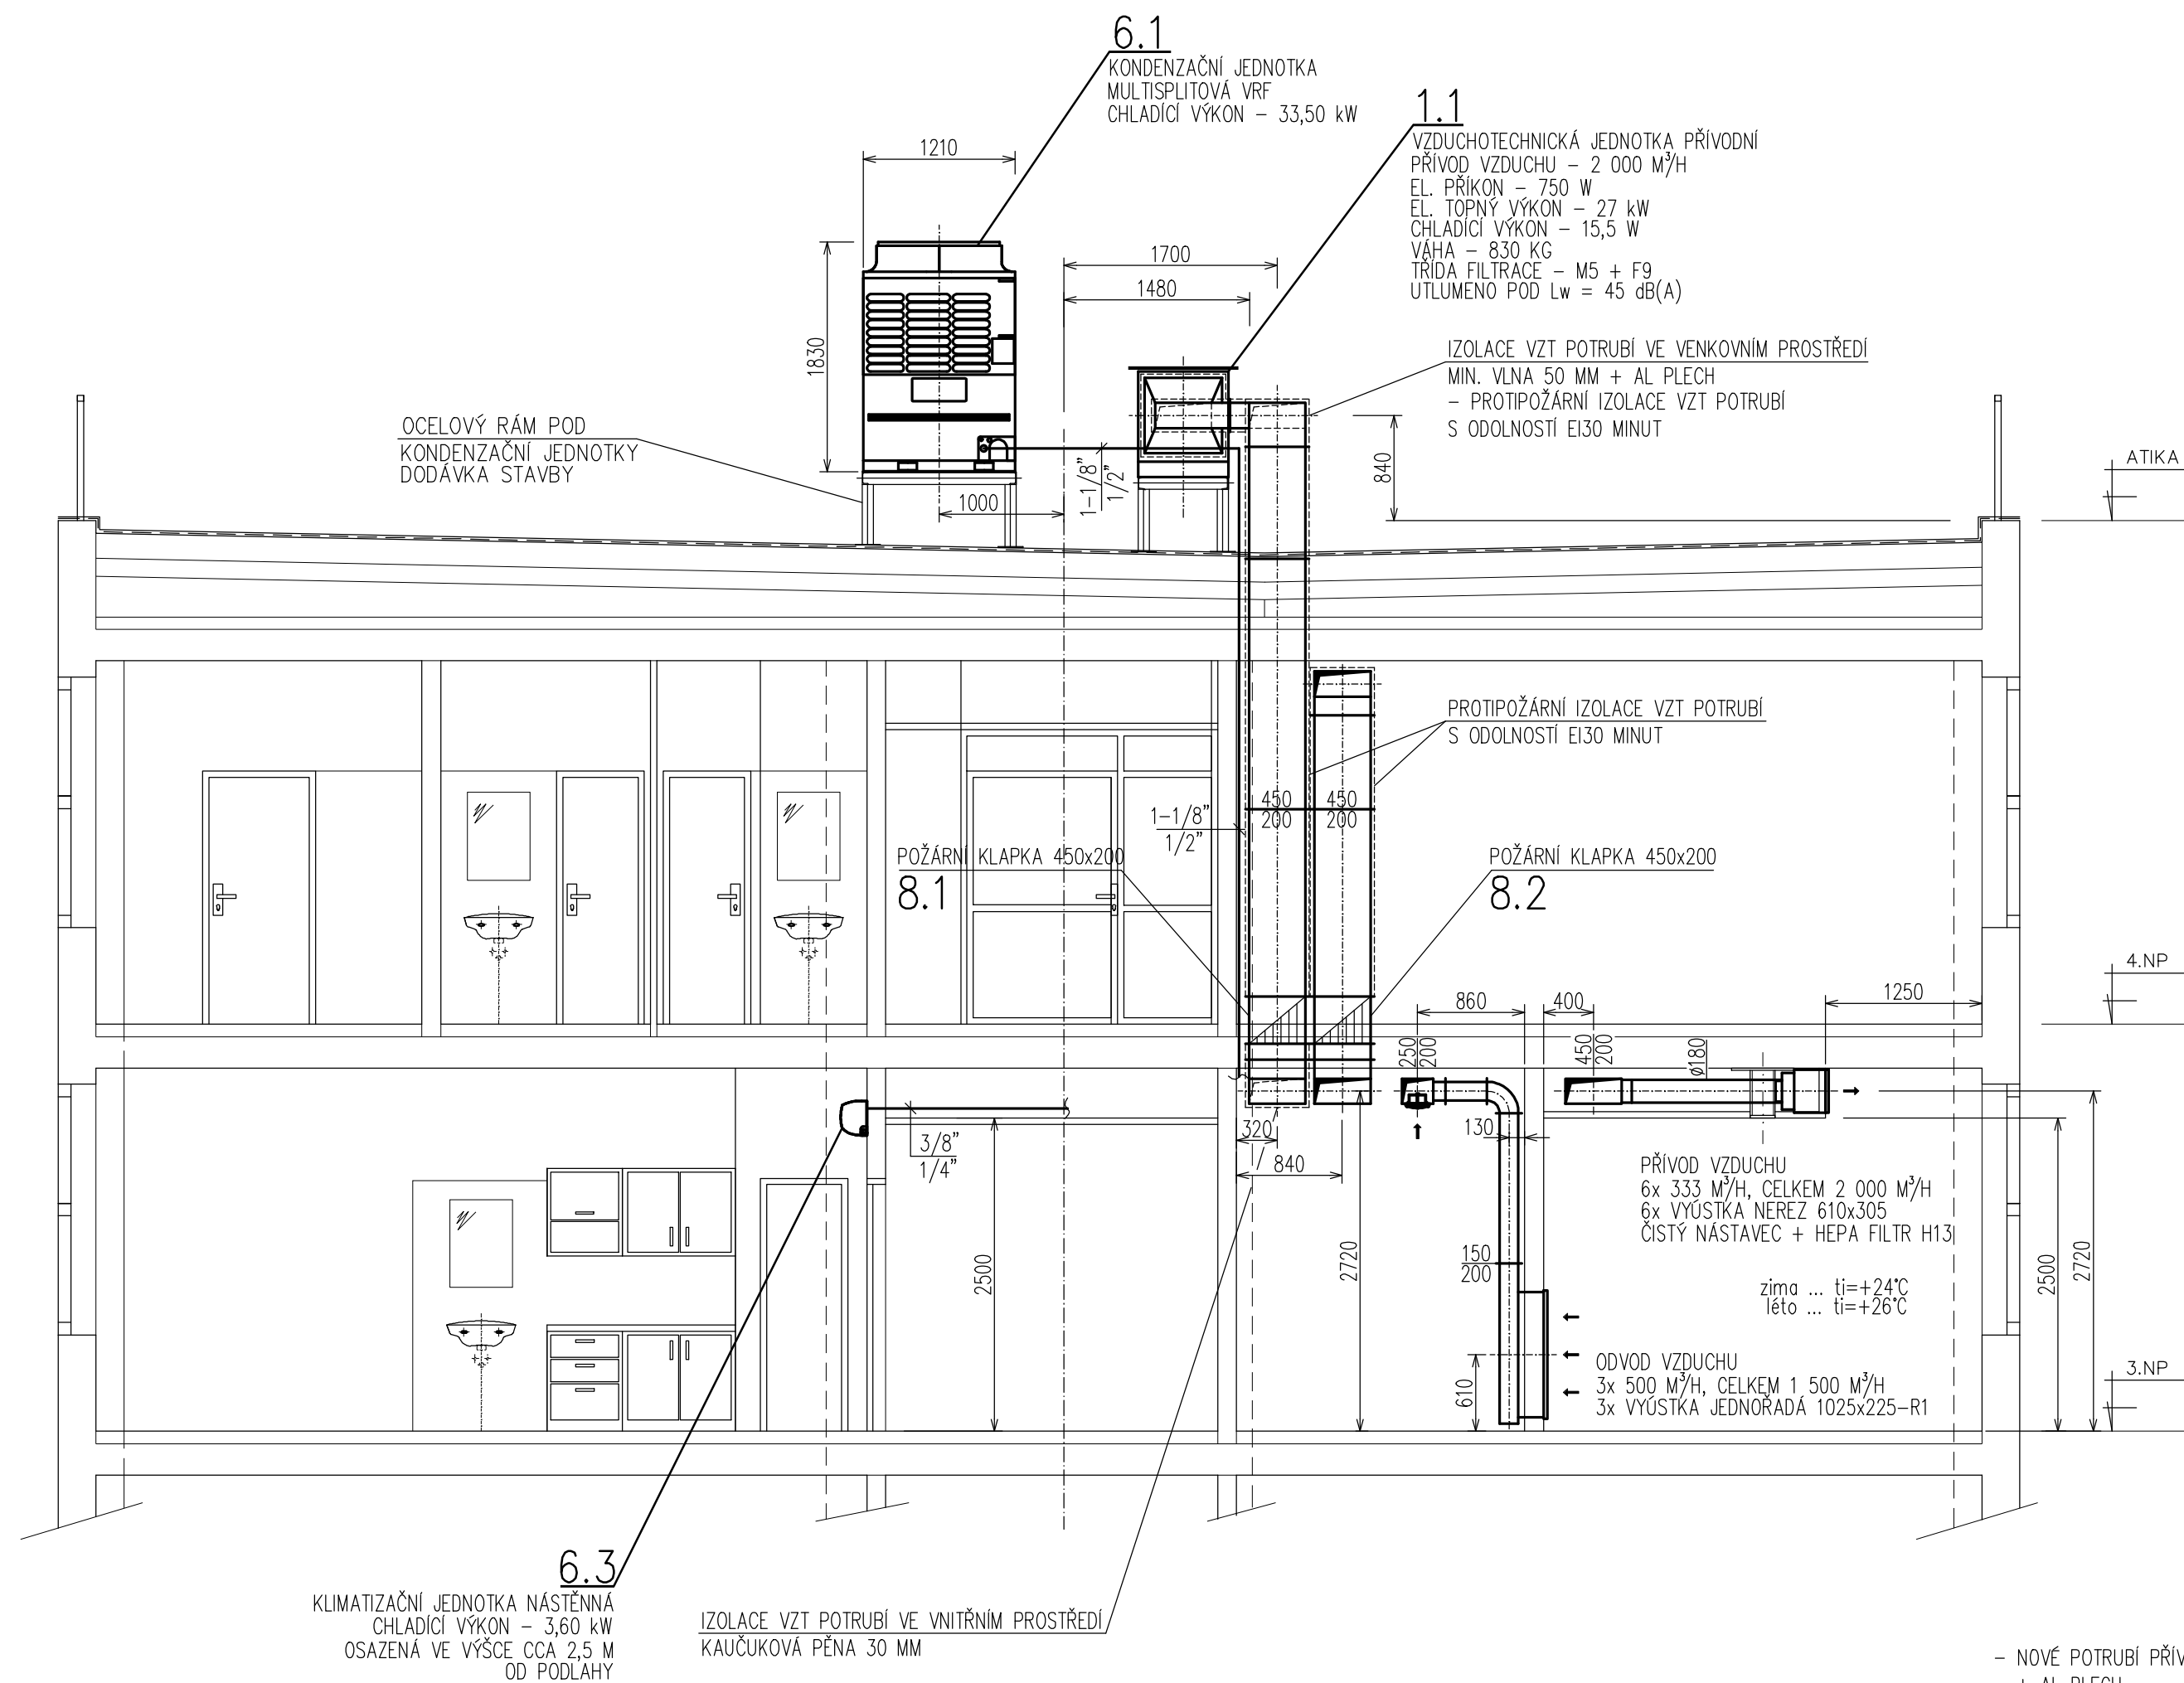 6.1
KONDENZAČNÍ JEDNOTKA
MULTISPLITOVÁ VRF
CHLADÍCÍ VÝKON – 33,50 kW
1.1
VZDUCHOTECHNICKÁ JEDNOTKA PŘÍVODNÍ
PŘÍVOD VZDUCHU – 2 000 M³/H
EL. PŘÍKON – 750 W
EL. TOPNÝ VÝKON – 27 kW
CHLADÍCÍ VÝKON – 15,5 W
VÁHA – 830 KG
TŘÍDA FILTRACE – M5 + F9
UTLUMENO POD Lw = 45 dB(A)
1210
1830
1700
1480
IZOLACE VZT POTRUBÍ VE VENKOVNÍM PROSTŘEDÍ
MIN. VLNA 50 MM + AL PLECH
– PROTIPOŽÁRNÍ IZOLACE VZT POTRUBÍ
S ODOLNOSTÍ EI30 MINUT
OCELOVÝ RÁM POD
KONDENZAČNÍ JEDNOTKY
DODÁVKA STAVBY
1000
1-1/8"
1/2"
840
ATIKA
PROTIPOŽÁRNÍ IZOLACE VZT POTRUBÍ
S ODOLNOSTÍ EI30 MINUT
450
200
450
200
1-1/8"
1/2"
POŽÁRNÍ KLAPKA 450x200
8.1
POŽÁRNÍ KLAPKA 450x200
8.2
4.NP
860
400
1250
250
200
450
200
ø180
130
320
840
3/8"
1/4"
2500
2720
150
200
610
PŘÍVOD VZDUCHU
6x 333 M³/H, CELKEM 2 000 M³/H
6x VYÚSTKA NEREZ 610x305
ČISTÝ NÁSTAVEC + HEPA FILTR H13
zima ... ti=+24°C
léto ... ti=+26°C
2500
2720
ODVOD VZDUCHU
3x 500 M³/H, CELKEM 1 500 M³/H
3x VYÚSTKA JEDNOŘADÁ 1025x225-R1
3.NP
6.3
KLIMATIZAČNÍ JEDNOTKA NÁSTĚNNÁ
CHLADÍCÍ VÝKON – 3,60 kW
OSAZENÁ VE VÝŠCE CCA 2,5 M
OD PODLAHY
IZOLACE VZT POTRUBÍ VE VNITŘNÍM PROSTŘEDÍ
KAUČUKOVÁ PĚNA 30 MM
– NOVÉ POTRUBÍ PŘÍV
+ AL PLECH